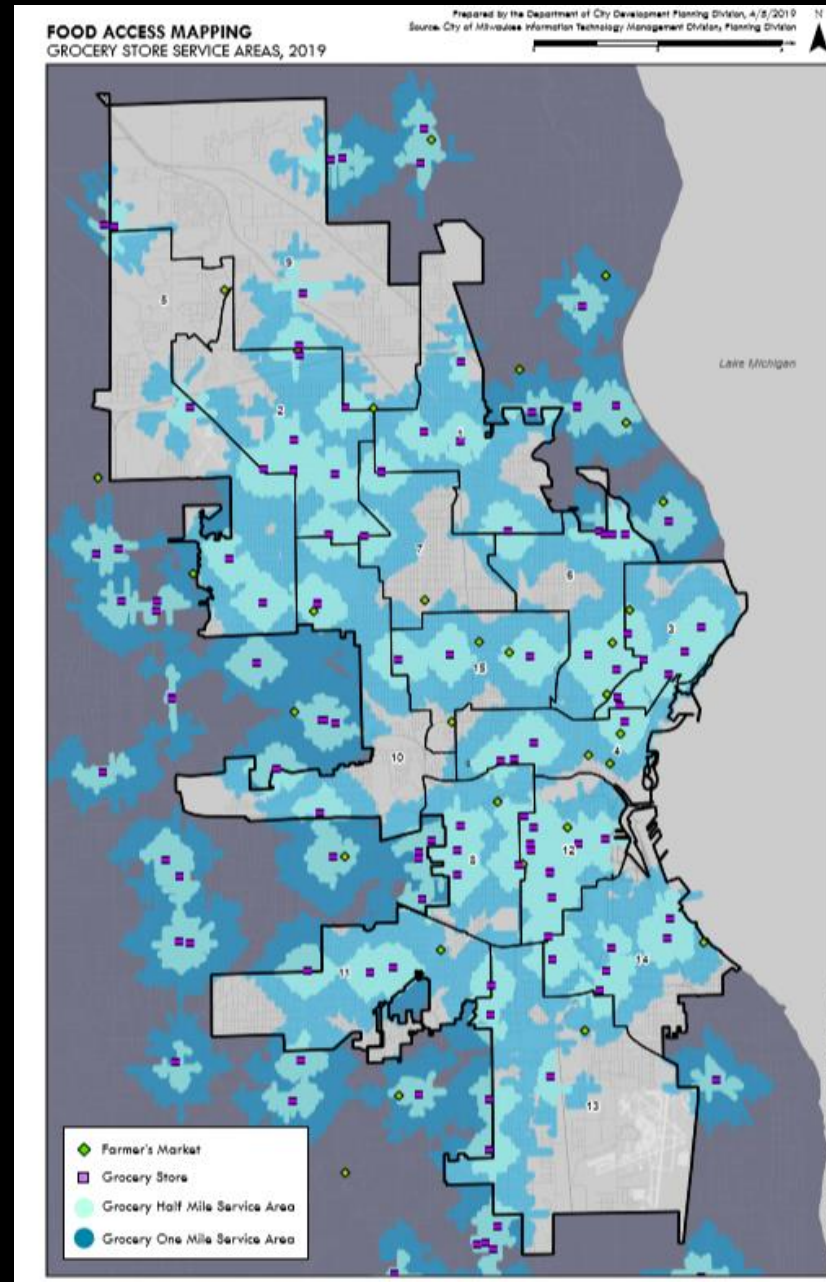 FOOD ACCESS MAPPING
GROCERY STORE SERVICE AREAS, 2019
Prepared by the Department of City Development Planning Division, 4/5/2019
Source: City of Milwaukee Information Technology Management Division, Planning Division
N
9
5
Lake Michigan
2
1
7
6
3
15
4
10
8
12
14
11
13
Farmer's Market
Grocery Store
Grocery Half Mile Service Area
Grocery One Mile Service Area